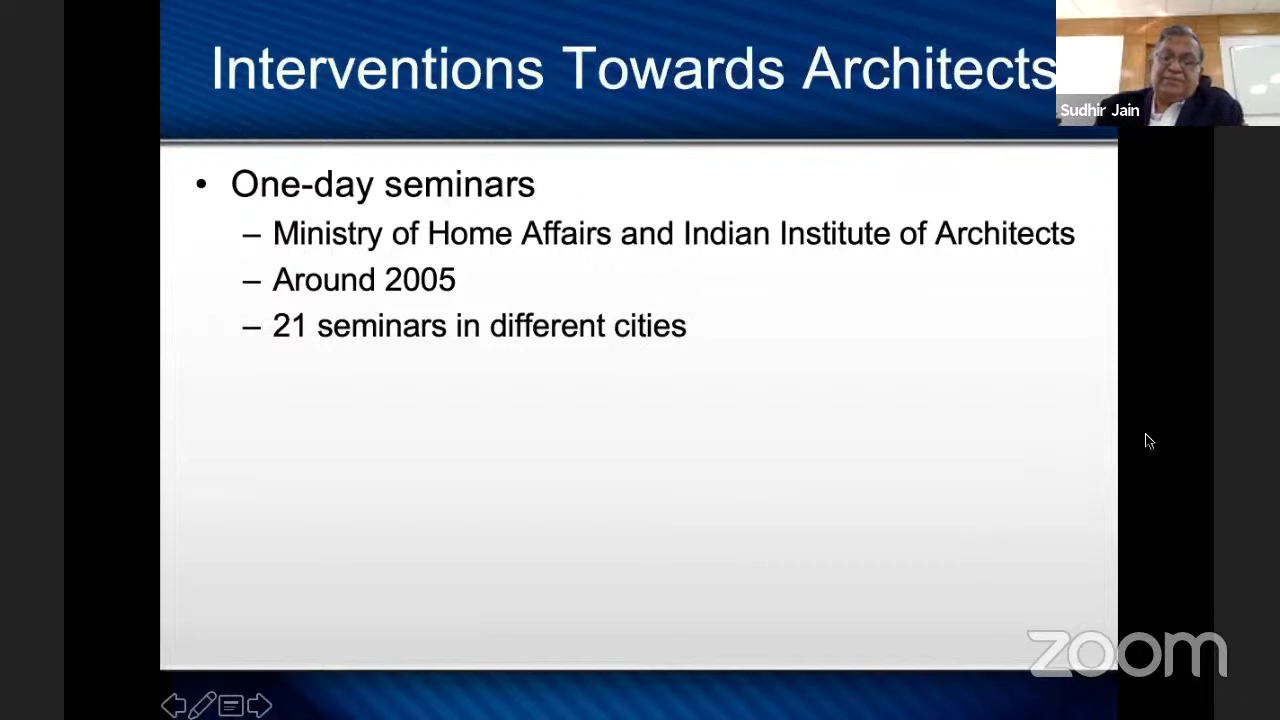 Interventions Towards Architects
Sudhir Jain
• One-day seminars
– Ministry of Home Affairs and Indian Institute of Architects
– Around 2005
– 21 seminars in different cities
zoom